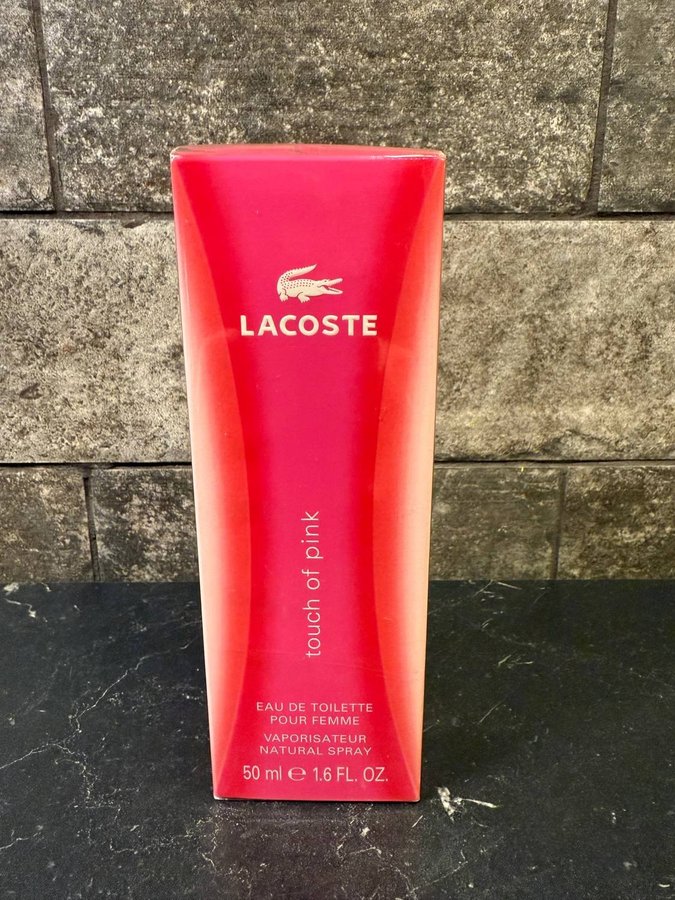 LACOSTE
touch of pink
EAU DE TOILETTE
POUR FEMME
VAPORISATEUR
NATURAL SPRAY
50 ml ℮ 1.6 FL. OZ.